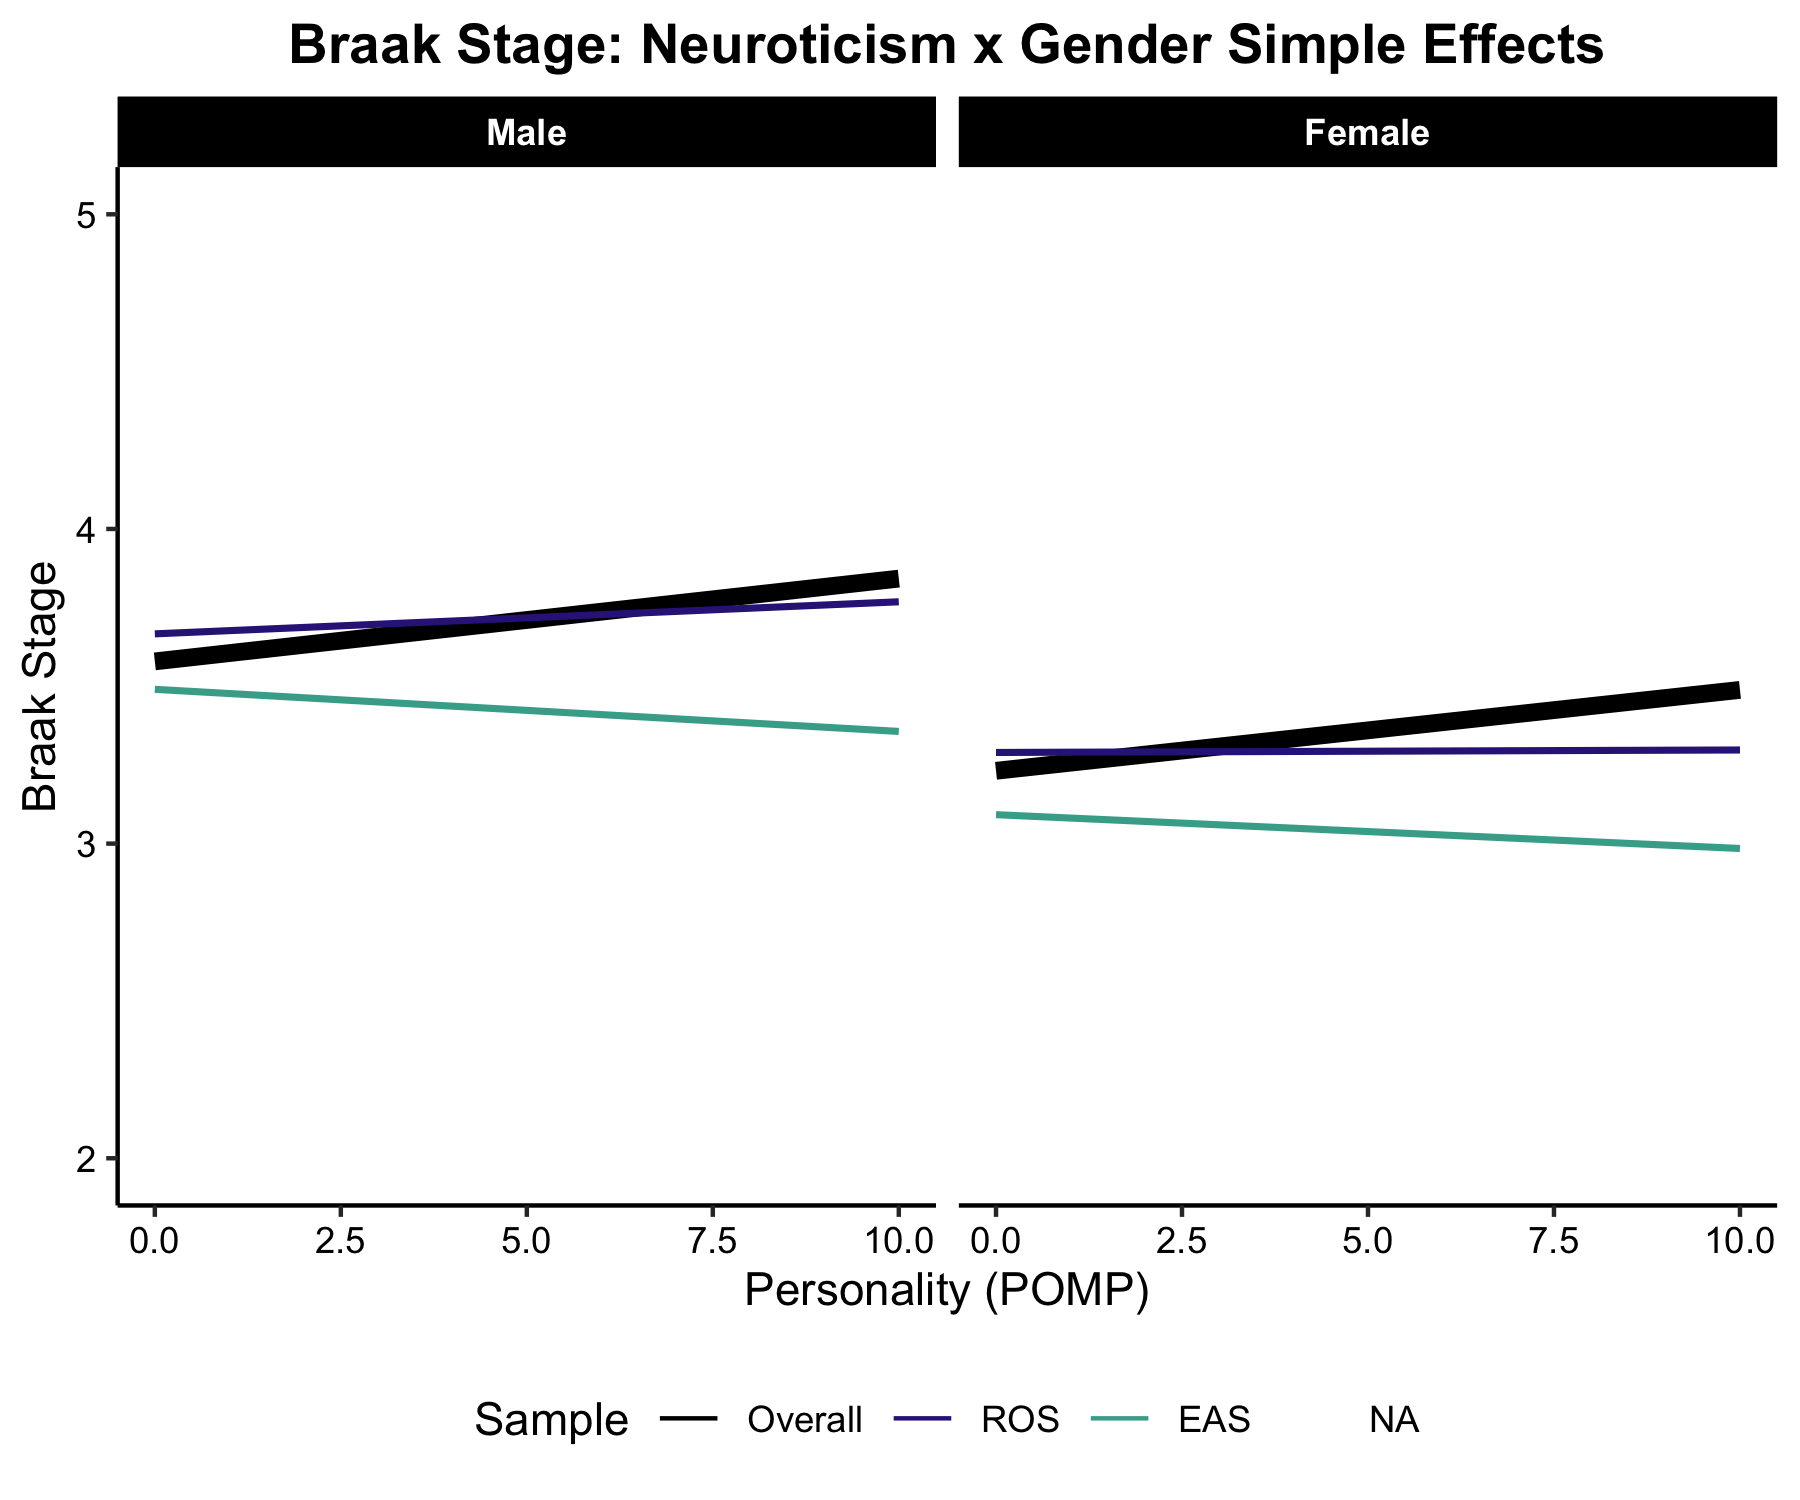 Braak Stage: Neuroticism x Gender Simple Effects
Male
Female
Braak Stage
5
4
3
2
0.0 2.5 5.0 7.5 10.0
0.0 2.5 5.0 7.5 10.0
Personality (POMP)
Sample Overall ROS EAS NA